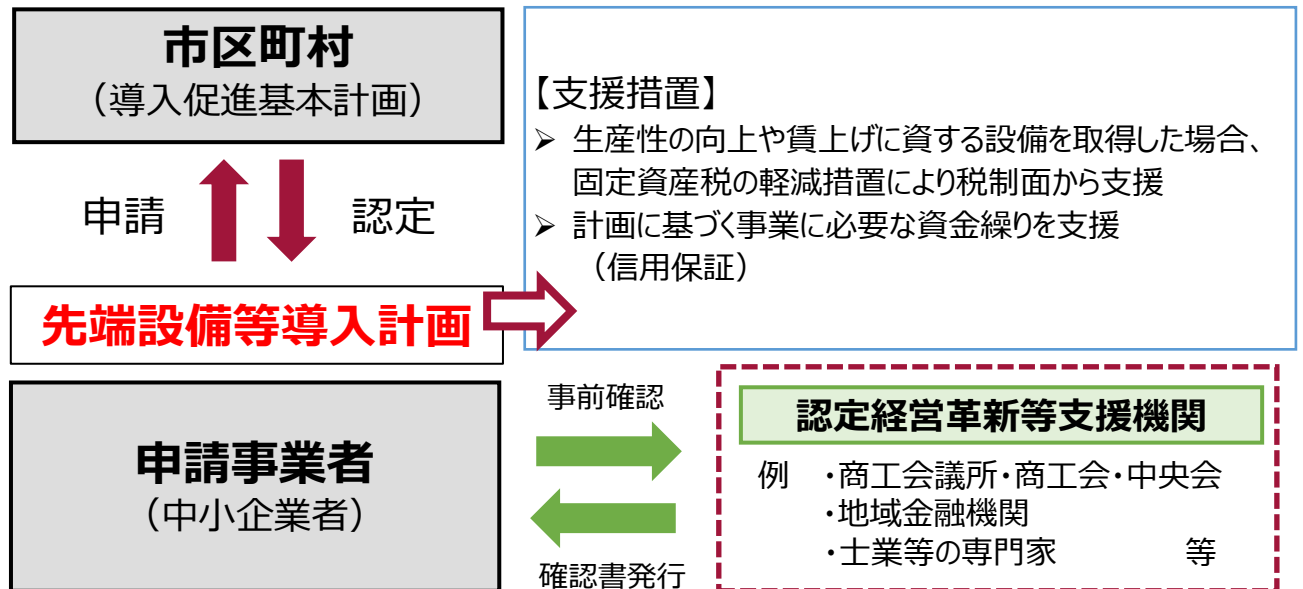 市区町村
（導入促進基本計画）
申請
認定
先端設備等導入計画
【支援措置】
➢ 生産性の向上や賃上げに資する設備を取得した場合、
固定資産税の軽減措置により税制面から支援
➢ 計画に基づく事業に必要な資金繰りを支援
（信用保証）
申請事業者
（中小企業者）
事前確認
確認書発行
認定経営革新等支援機関
例 ・商工会議所・商工会・中央会
・地域金融機関
・士業等の専門家 等